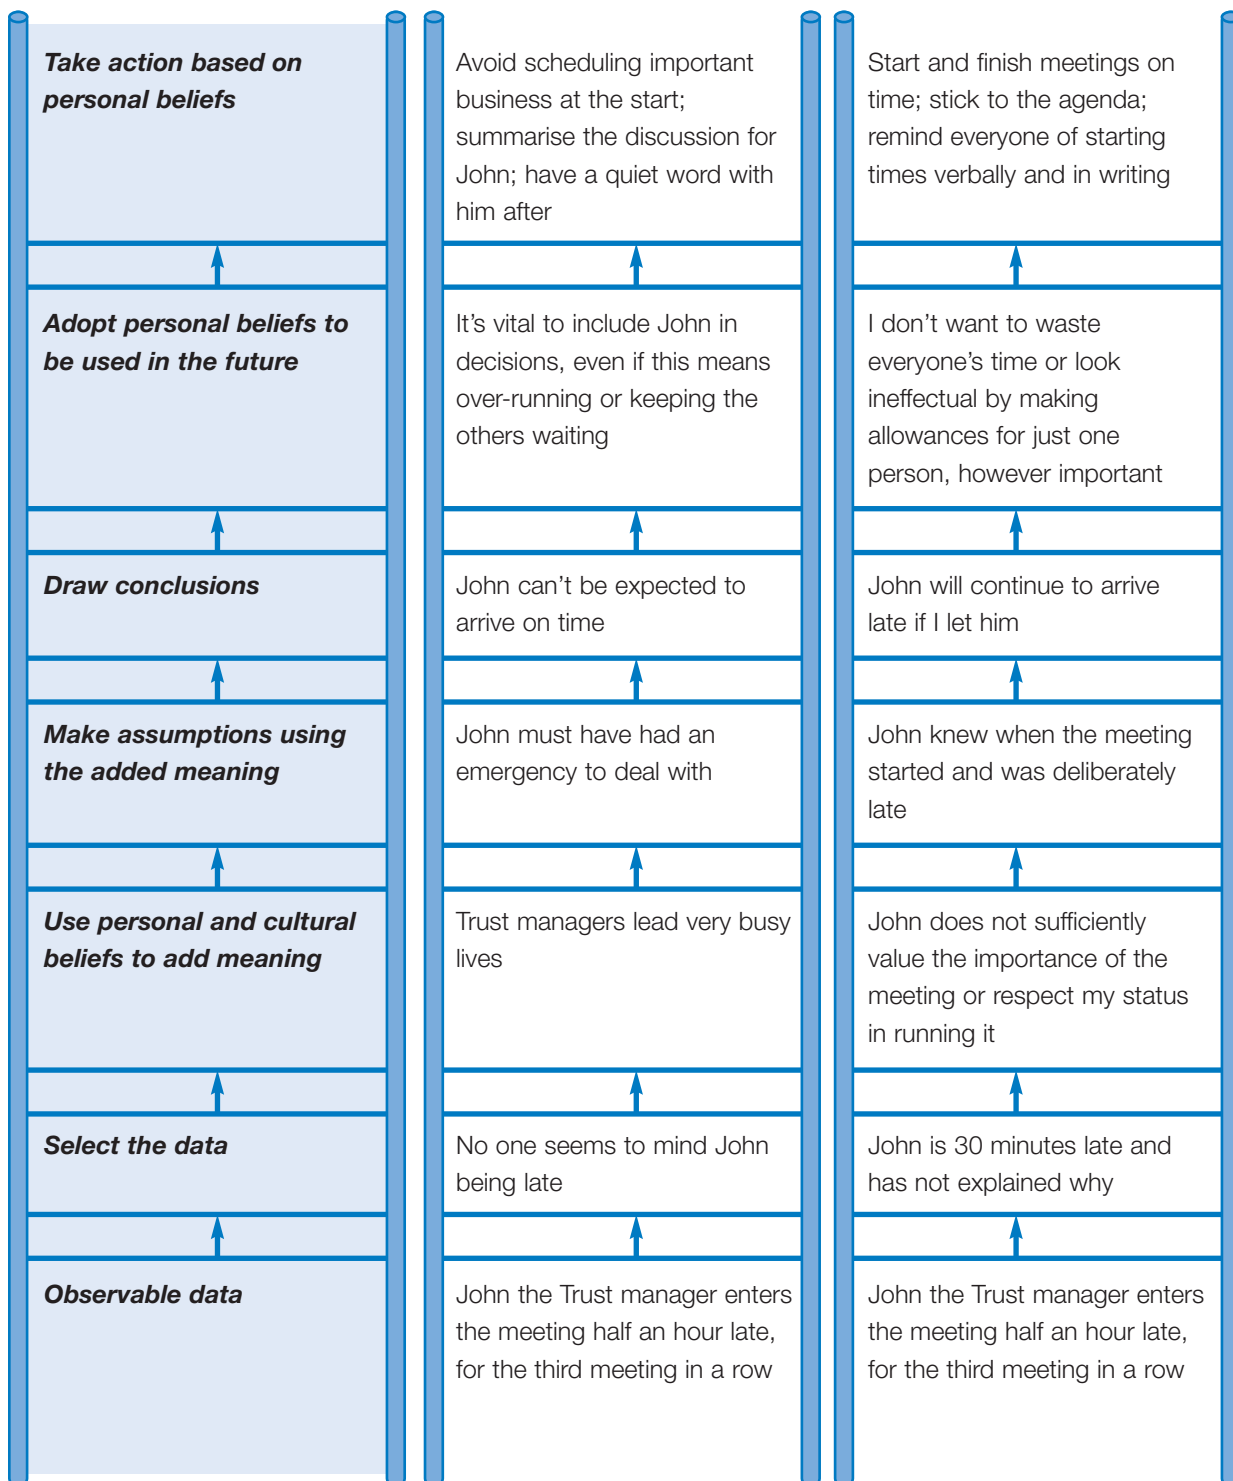 Take action based on
personal beliefs
Avoid scheduling important
business at the start;
summarise the discussion for
John; have a quiet word with
him after
Start and finish meetings on
time; stick to the agenda;
remind everyone of starting
times verbally and in writing
Adopt personal beliefs to
be used in the future
It’s vital to include John in
decisions, even if this means
over-running or keeping the
others waiting
I don’t want to waste
everyone’s time or look
ineffectual by making
allowances for just one
person, however important
Draw conclusions
John can’t be expected to
arrive on time
John will continue to arrive
late if I let him
Make assumptions using
the added meaning
John must have had an
emergency to deal with
John knew when the meeting
started and was deliberately
late
Use personal and cultural
beliefs to add meaning
Trust managers lead very busy
lives
John does not sufficiently
value the importance of the
meeting or respect my status
in running it
Select the data
No one seems to mind John
being late
John is 30 minutes late and
has not explained why
Observable data
John the Trust manager enters
the meeting half an hour late,
for the third meeting in a row
John the Trust manager enters
the meeting half an hour late,
for the third meeting in a row